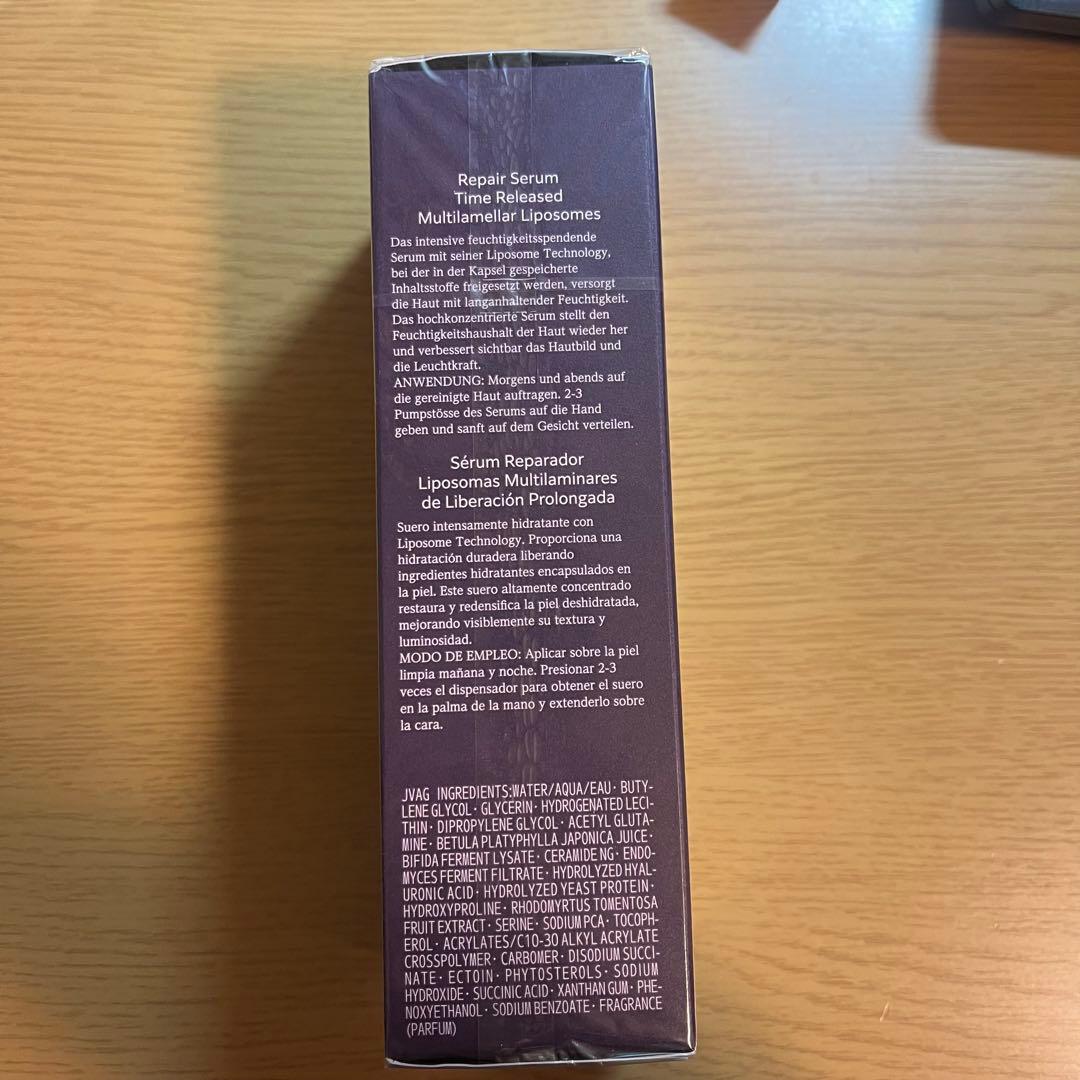 Repair Serum
Time Released
Multilamellar Liposomes
Das intensive feuchtigkeitsspendende
Serum mit seiner Liposome Technology,
bei der in der Kapsel gespeicherte
Inhaltsstoffe freigesetzt werden, versorgt
die Haut mit langanhaltender Feuchtigkeit.
Das hochkonzentrierte Serum stellt den
Feuchtigkeitshaushalt der Haut wieder her
und verbessert sichtbar das Hautbild und
die Leuchtkraft.
ANWENDUNG: Morgens und abends auf
die gereinigte Haut auftragen. 2-3
Pumpstösse des Serums auf die Hand
geben und sanft auf dem Gesicht verteilen.
Sérum Reparador
Liposomas Multilaminares
de Liberación Prolongada
Suero intensamente hidratante con
Liposome Technology. Proporciona una
hidratación duradera liberando
ingredientes hidratantes encapsulados en
la piel. Este suero altamente concentrado
restaura y redensifica la piel deshidratada,
mejorando visiblemente su textura y
luminosidad.
MODO DE EMPLEO: Aplicar sobre la piel
limpia mañana y noche. Presionar 2-3
veces el dispensador para obtener el suero
en la palma de la mano y extenderlo sobre
la cara.
JVAG INGREDIENTS:WATER/AQUA/EAU· BUTY-
LENE GLYCOL· GLYCERIN· HYDROGENATED LECI-
THIN· DIPROPYLENE GLYCOL· ACETYL GLUTA-
MINE· BETULA PLATYPHYLLA JAPONICA JUICE·
BIFIDA FERMENT LYSATE· CERAMIDE NG· ENDO-
MYCES FERMENT FILTRATE· HYDROLYZED HYAL-
URONIC ACID· HYDROLYZED YEAST PROTEIN·
HYDROXYPROLINE· RHODOMYRTUS TOMENTOSA
FRUIT EXTRACT· SERINE· SODIUM PCA· TOCOPH-
EROL· ACRYLATES/C10-30 ALKYL ACRYLATE
CROSSPOLYMER· CARBOMER· DISODIUM SUCCI-
NATE· ECTOIN· PHYTOSTEROLS· SODIUM
HYDROXIDE· SUCCINIC ACID· XANTHAN GUM· PHE-
NOXYETHANOL· SODIUM BENZOATE· FRAGRANCE
(PARFUM)